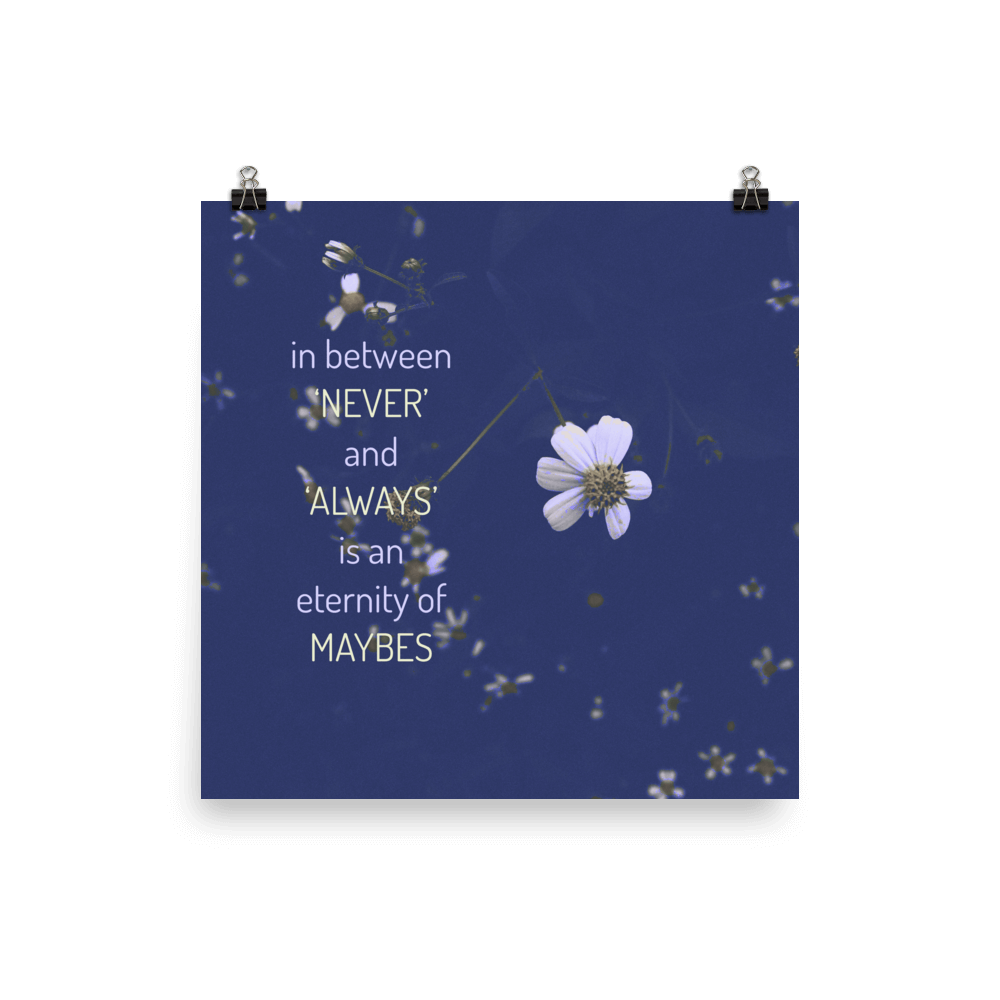 in between
‘NEVER’
and
‘ALWAYS’
is an
eternity of
MAYBES